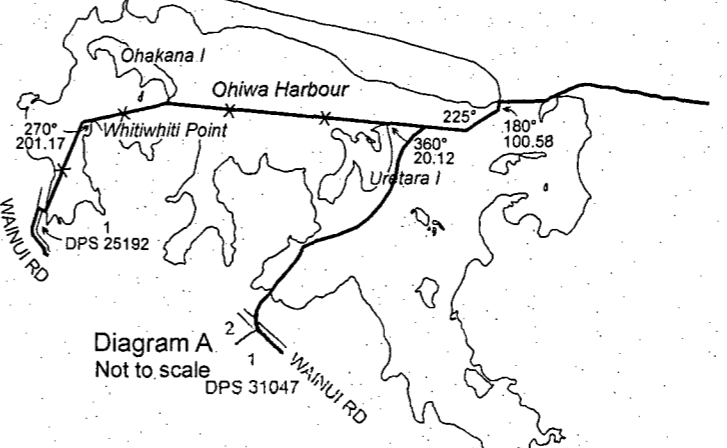 Ohakana I
Ohiwa Harbour
270°
201.17
Whitiwhiti Point
225°
180°
100.58
360°
20.12
Uretara I
WAINUI RD
1
DPS 25192
Diagram A
Not to scale
2
1
DPS 31047
WAINUI RD